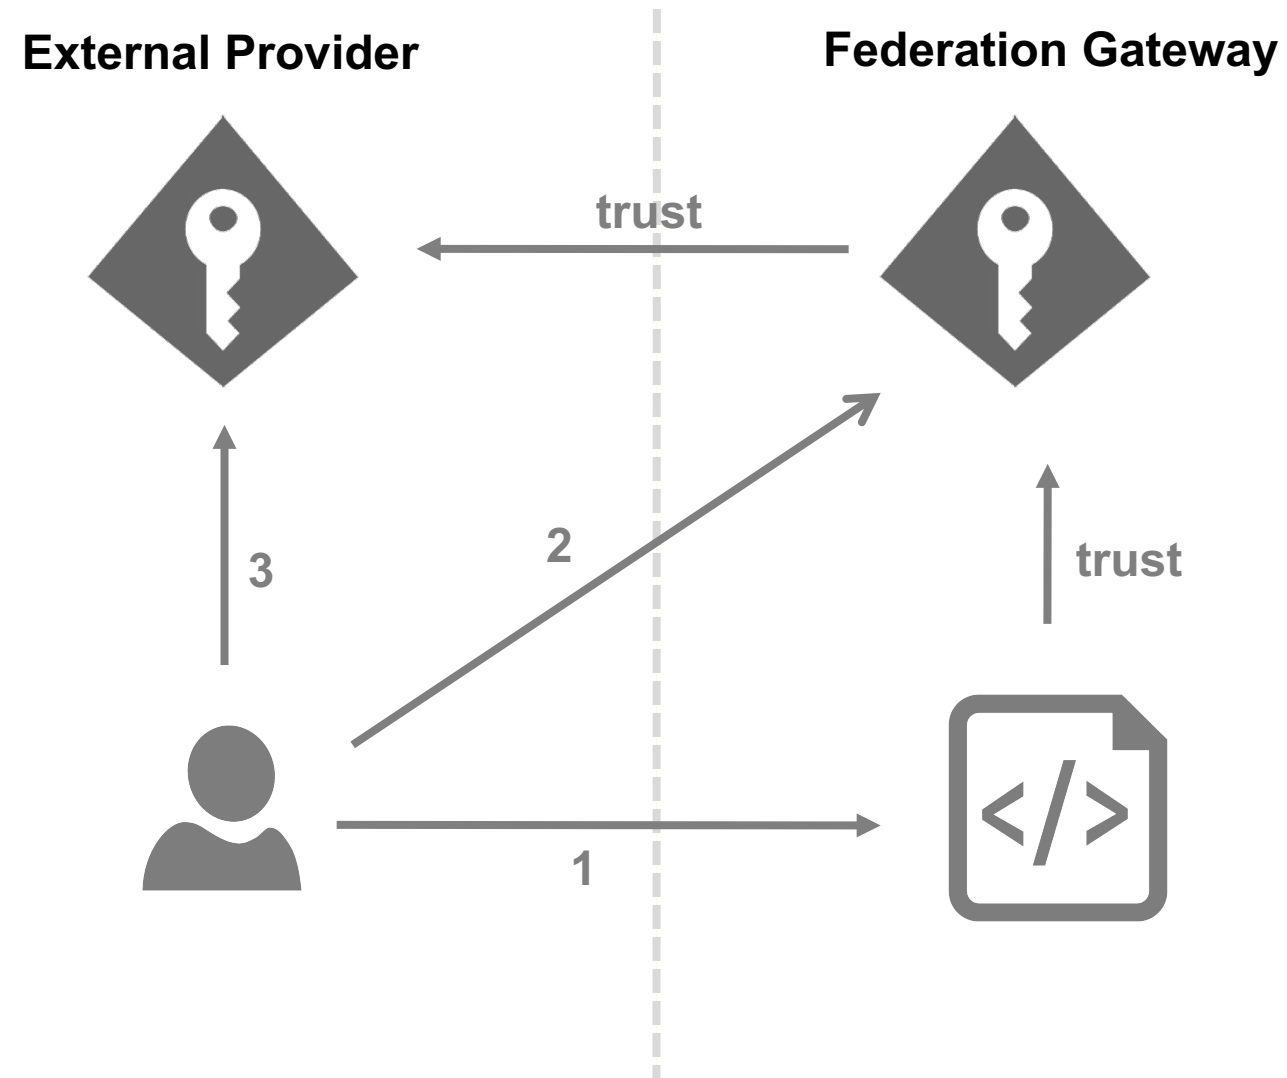 External Provider
Federation Gateway
trust
2
3
trust
</>
1